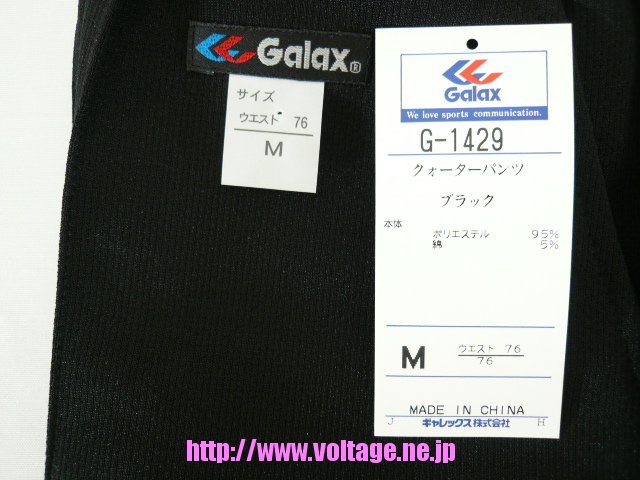 Galax®
サイズ
ウエスト 76
M
Galax
We love sports communication.
G-1429
クォーターパンツ
ブラック
本体
ポリエステル 95%
綿 5%
M ウエスト 76
76
MADE IN CHINA
J ギャレックス株式会社 H
http://www.voltage.ne.jp